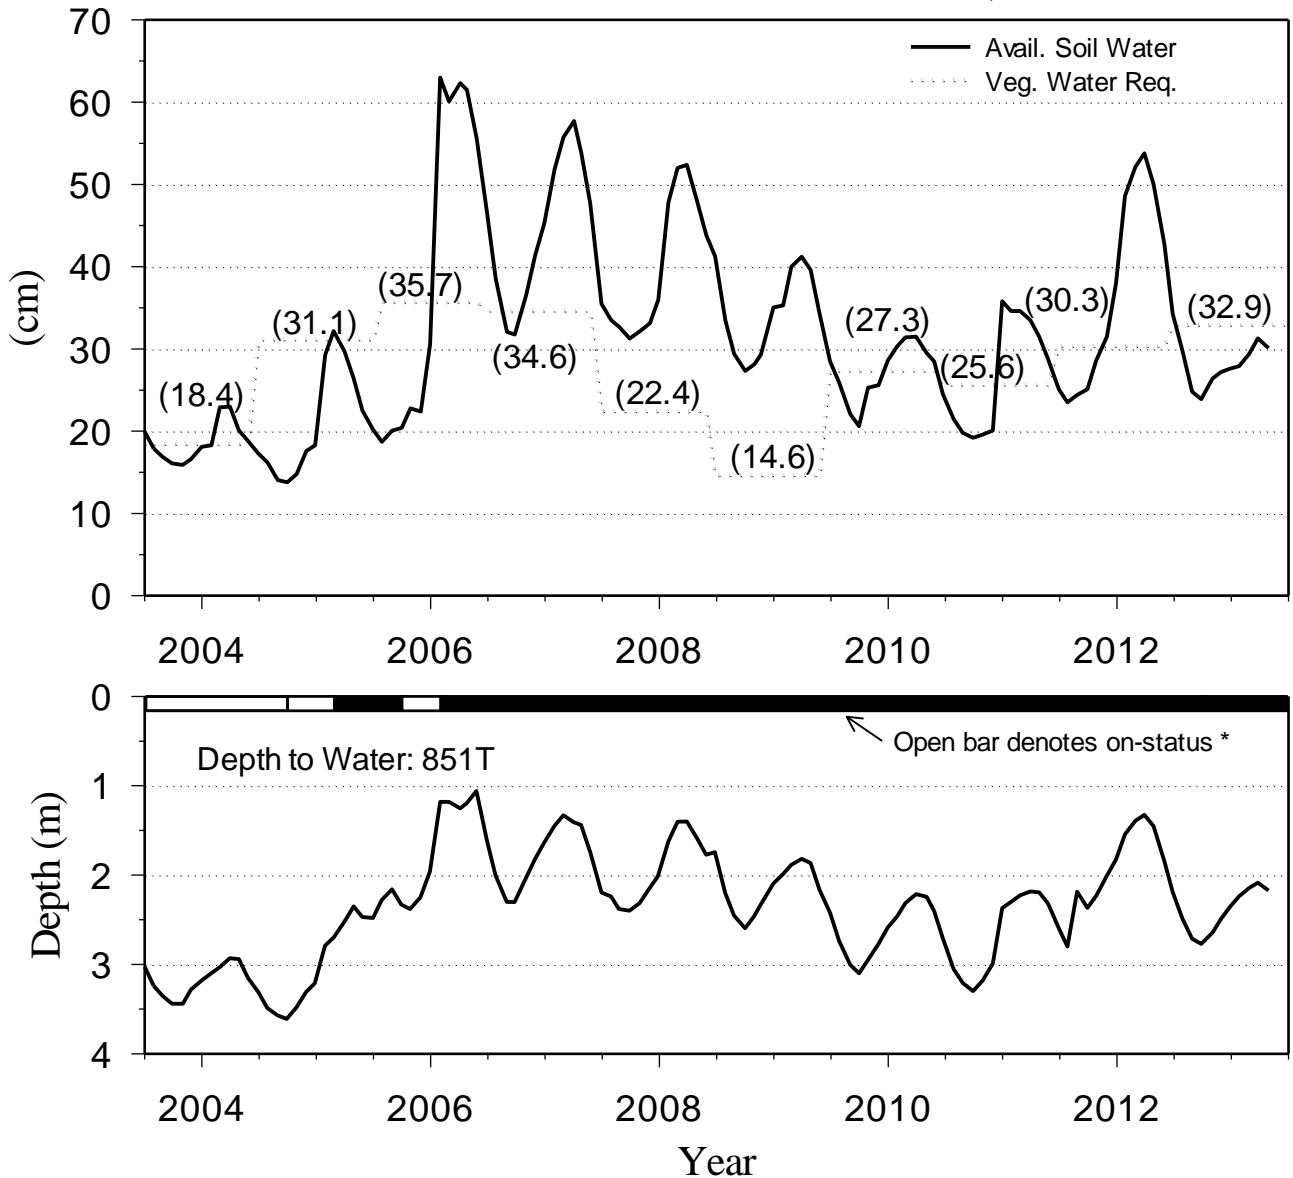 70
Avail. Soil Water
Veg. Water Req.
60
50
40
30
20
10
0
(cm)
(18.4)
(31.1)
(35.7)
(34.6)
(22.4)
(14.6)
(27.3)
(25.6)
(30.3)
(32.9)
2004 2006 2008 2010 2012
0
1
2
3
4
Depth (m)
Depth to Water: 851T
Open bar denotes on-status *
2004 2006 2008 2010 2012
Year